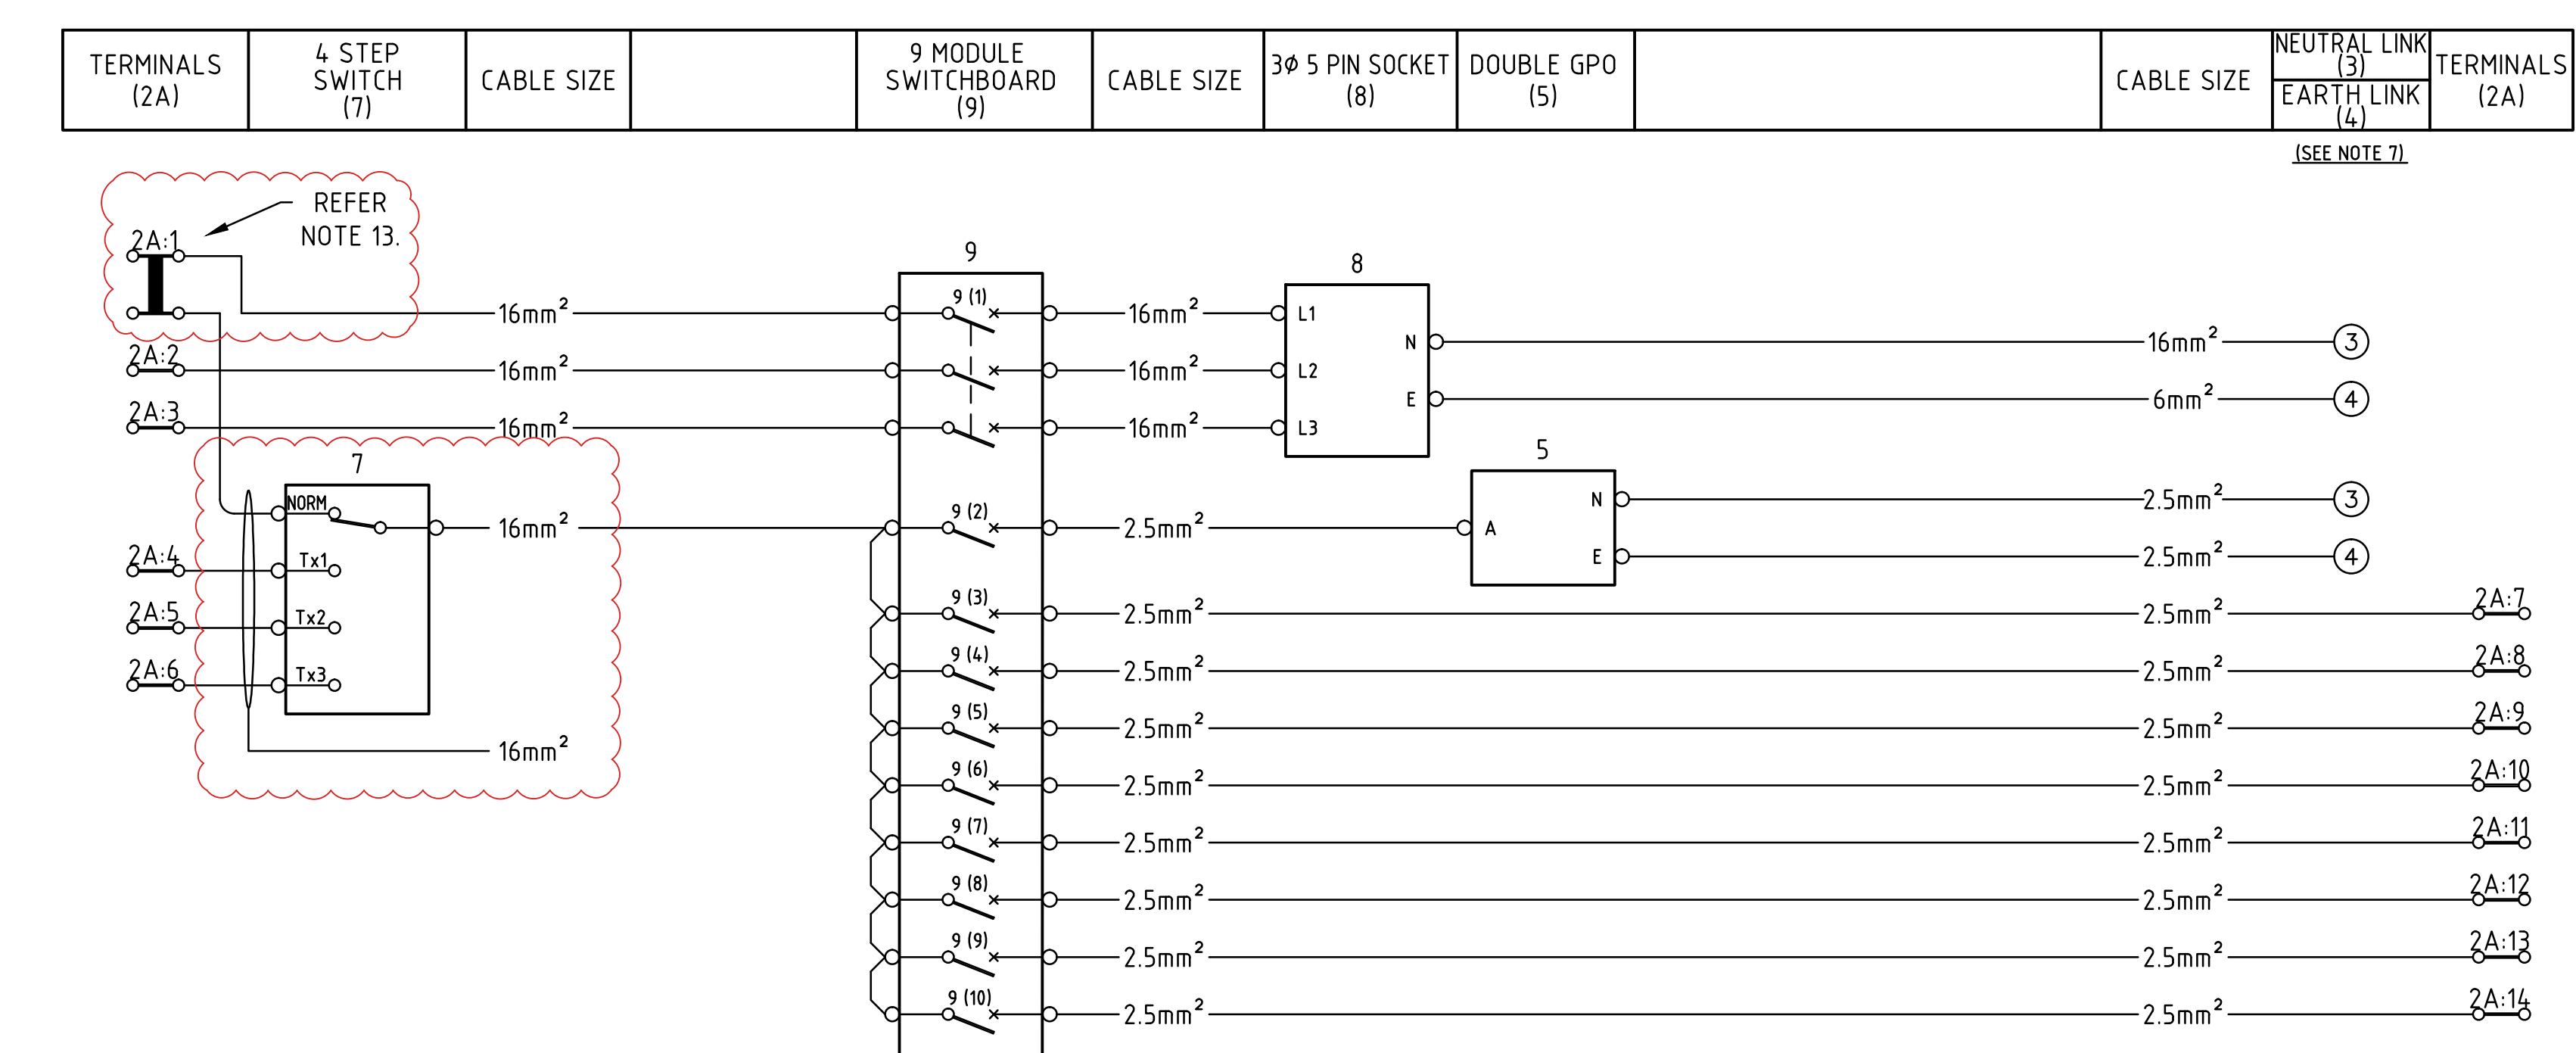 TERMINALS
(2A)
4 STEP
SWITCH
(7)
CABLE SIZE
9 MODULE
SWITCHBOARD
(9)
CABLE SIZE
3Ø 5 PIN SOCKET
(8)
DOUBLE GPO
(5)
CABLE SIZE
NEUTRAL LINK
(3)
EARTH LINK
(4)
TERMINALS
(2A)
(SEE NOTE 7)
REFER
NOTE 13.
2A:1
9
8
9 (1)
16mm²
16mm²
L1
N
16mm²
3
2A:2
16mm²
16mm²
L2
E
6mm²
4
2A:3
16mm²
16mm²
L3
7
5
NORM
16mm²
9 (2)
2.5mm²
A
N
2.5mm²
3
E
2.5mm²
4
2A:4
Tx1
2A:5
Tx2
2A:6
Tx3
16mm²
9 (3)
2.5mm²
2.5mm²
2A:7
9 (4)
2.5mm²
2.5mm²
2A:8
9 (5)
2.5mm²
2.5mm²
2A:9
9 (6)
2.5mm²
2.5mm²
2A:10
9 (7)
2.5mm²
2.5mm²
2A:11
9 (8)
2.5mm²
2.5mm²
2A:12
9 (9)
2.5mm²
2.5mm²
2A:13
9 (10)
2.5mm²
2.5mm²
2A:14